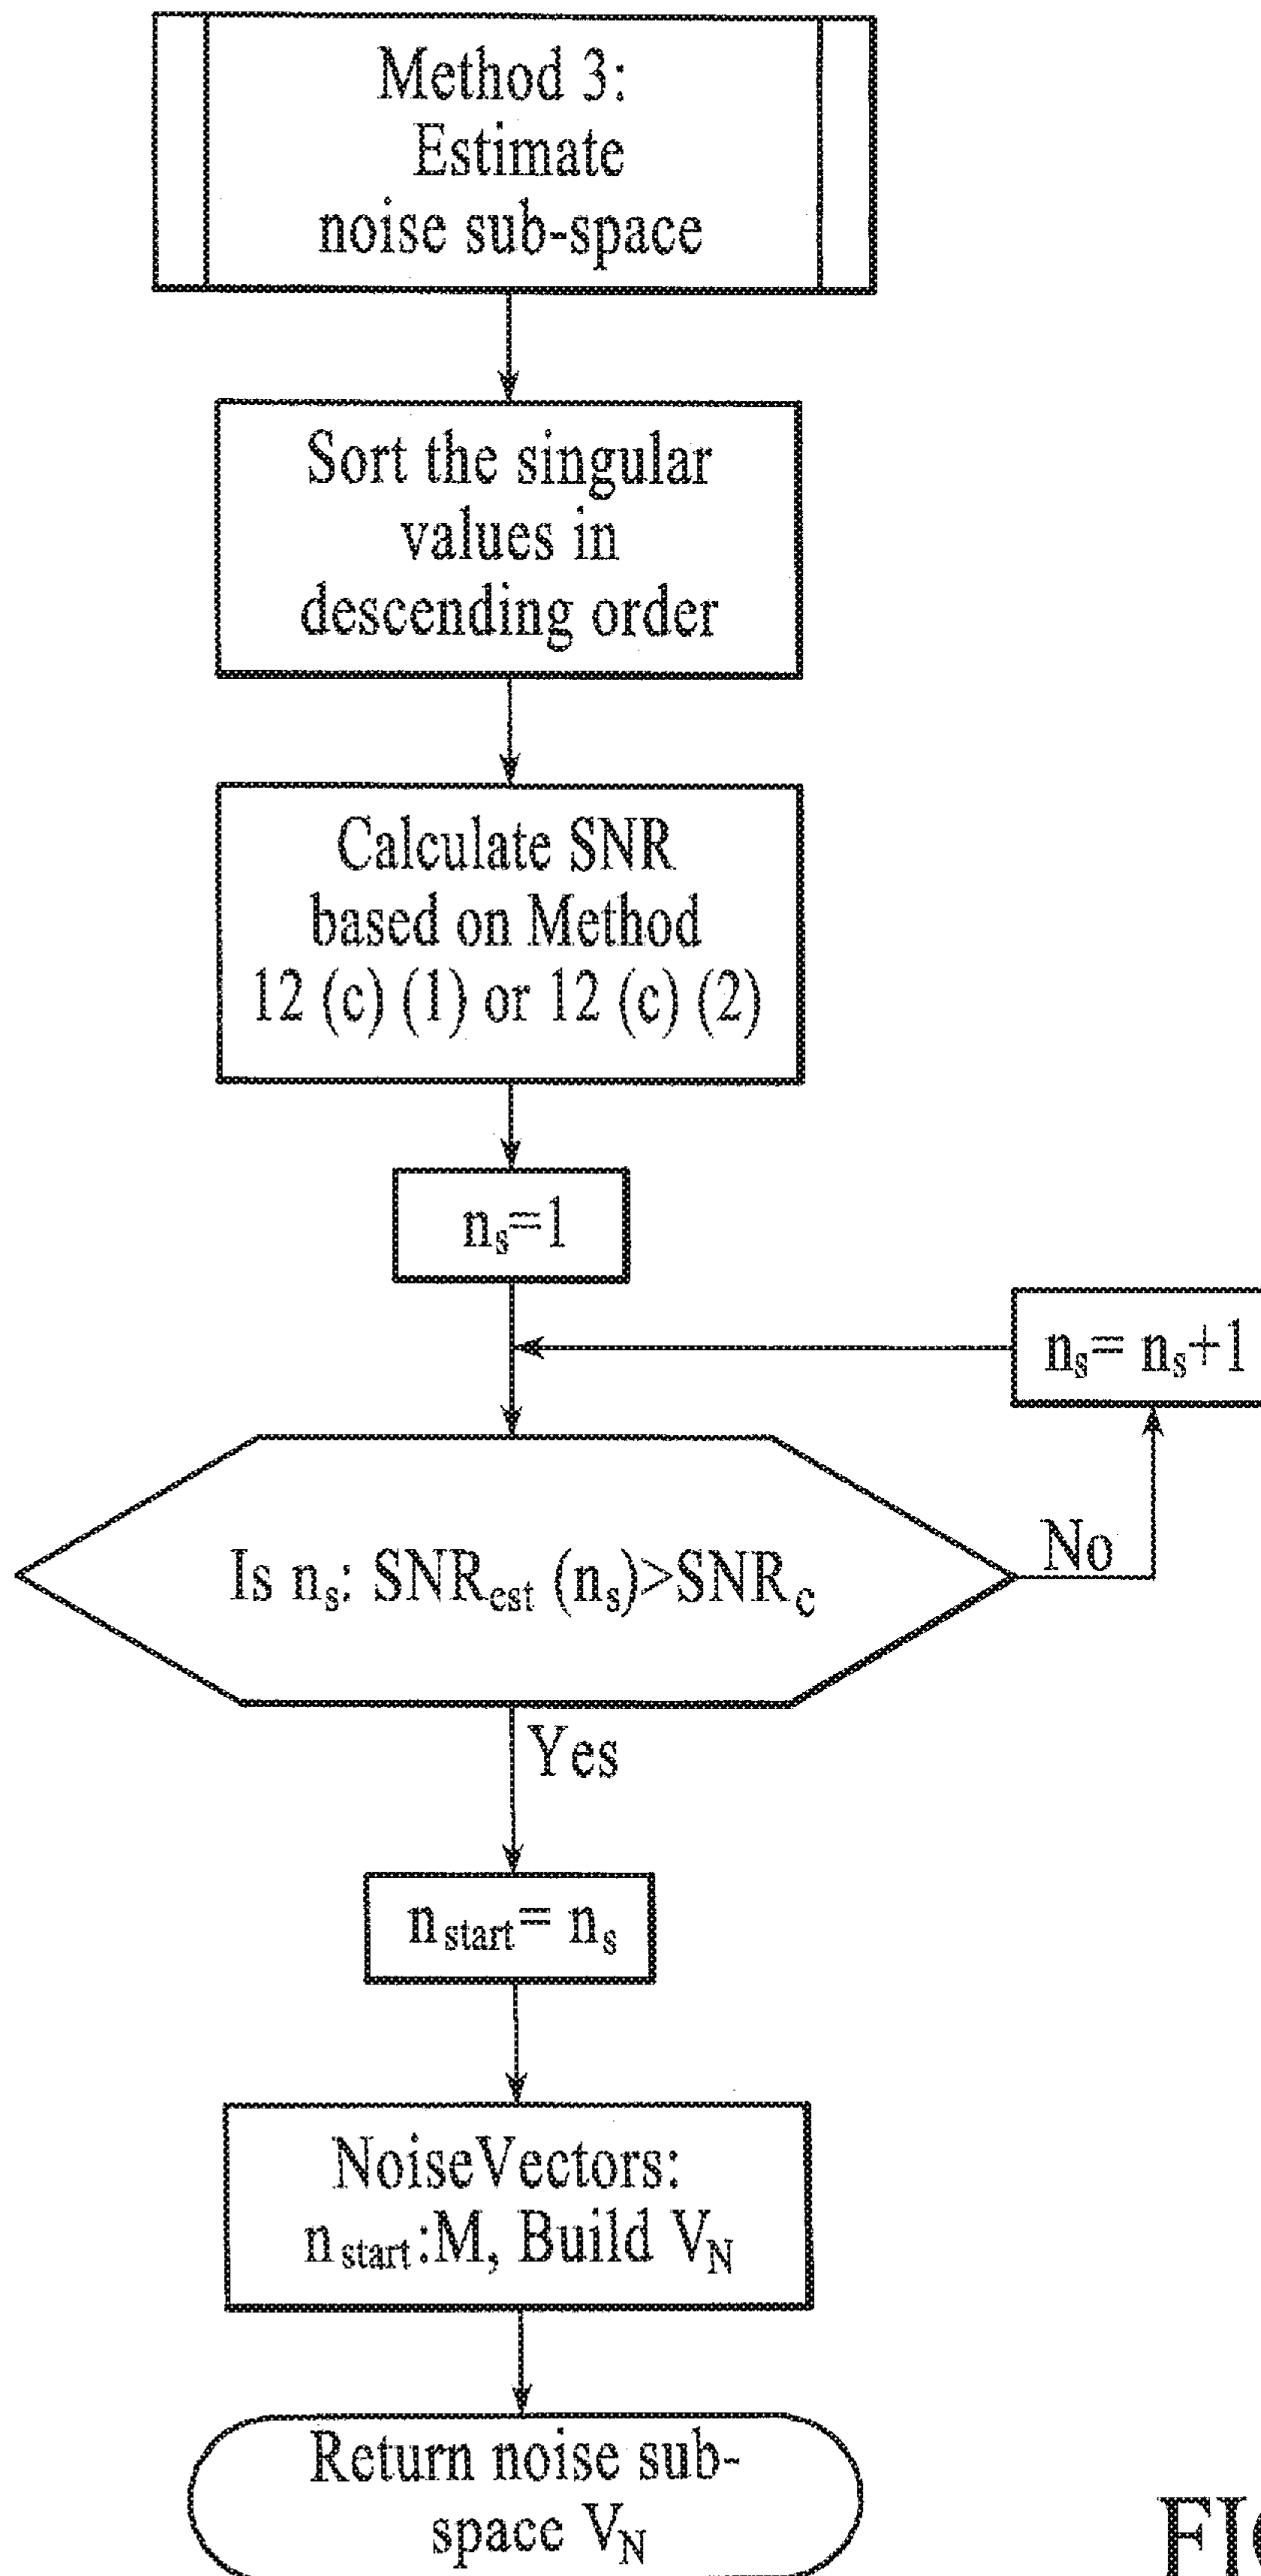 Method 3:
Estimate
noise sub-space
Sort the singular
values in
descending order
Calculate SNR
based on Method
12 (c) (1) or 12 (c) (2)
nₛ=1
nₛ= nₛ+1
Is nₛ: SNRest (nₛ)>SNRc
No
Yes
nstart= nₛ
NoiseVectors:
nstart:M, Build VN
Return noise sub-
space VN